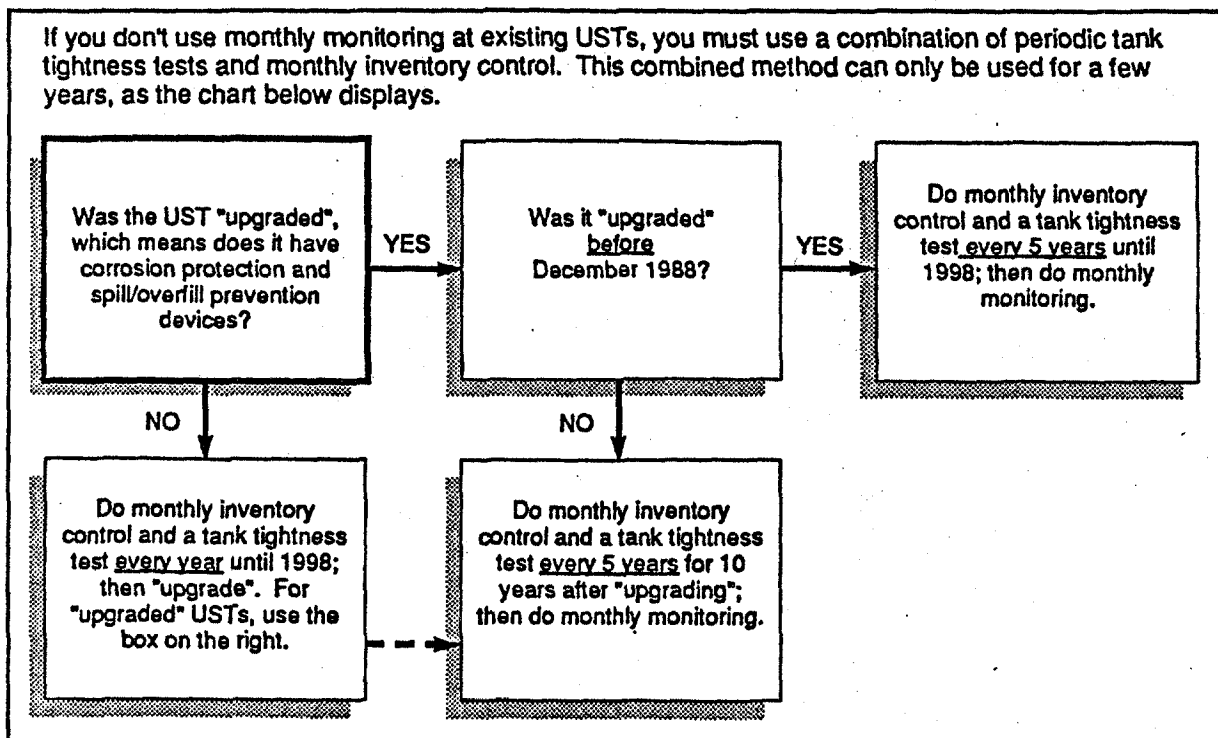 If you don't use monthly monitoring at existing USTs, you must use a combination of periodic tank
tightness tests and monthly inventory control. This combined method can only be used for a few
years, as the chart below displays.
Was the UST "upgraded",
which means does it have
corrosion protection and
spill/overfill prevention
devices?
YES
Was it "upgraded"
before
December 1988?
YES
Do monthly inventory
control and a tank tightness
test every 5 years until
1998; then do monthly
monitoring.
NO
NO
Do monthly inventory
control and a tank tightness
test every year until 1998;
then "upgrade". For
"upgraded" USTs, use the
box on the right.
Do monthly inventory
control and a tank tightness
test every 5 years for 10
years after "upgrading";
then do monthly monitoring.